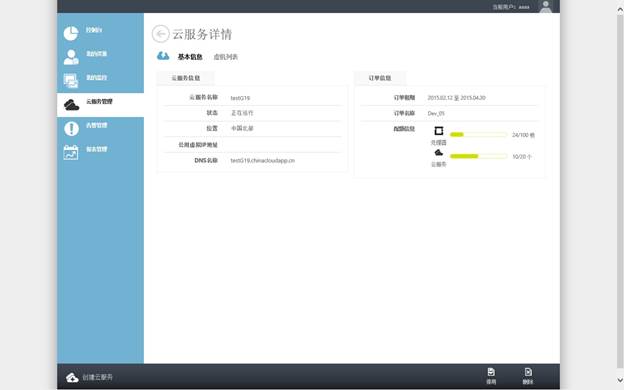 当前用户：aaaa
控制台
我的资源
我的监控
云服务管理
告警管理
报表管理
云服务详情
基本信息 虚机列表
云服务信息
云服务名称 testG19
状态 正在运行
位置 中国北部
公用虚拟IP地址
DNS名称 testG19.chinacloudapp.cn
订单信息
订单周期 2015.02.12 至 2015.04.30
订单名称 Dev_05
配额信息
处理器 24/100 核
云服务 10/20 个
创建云服务
停用 删除